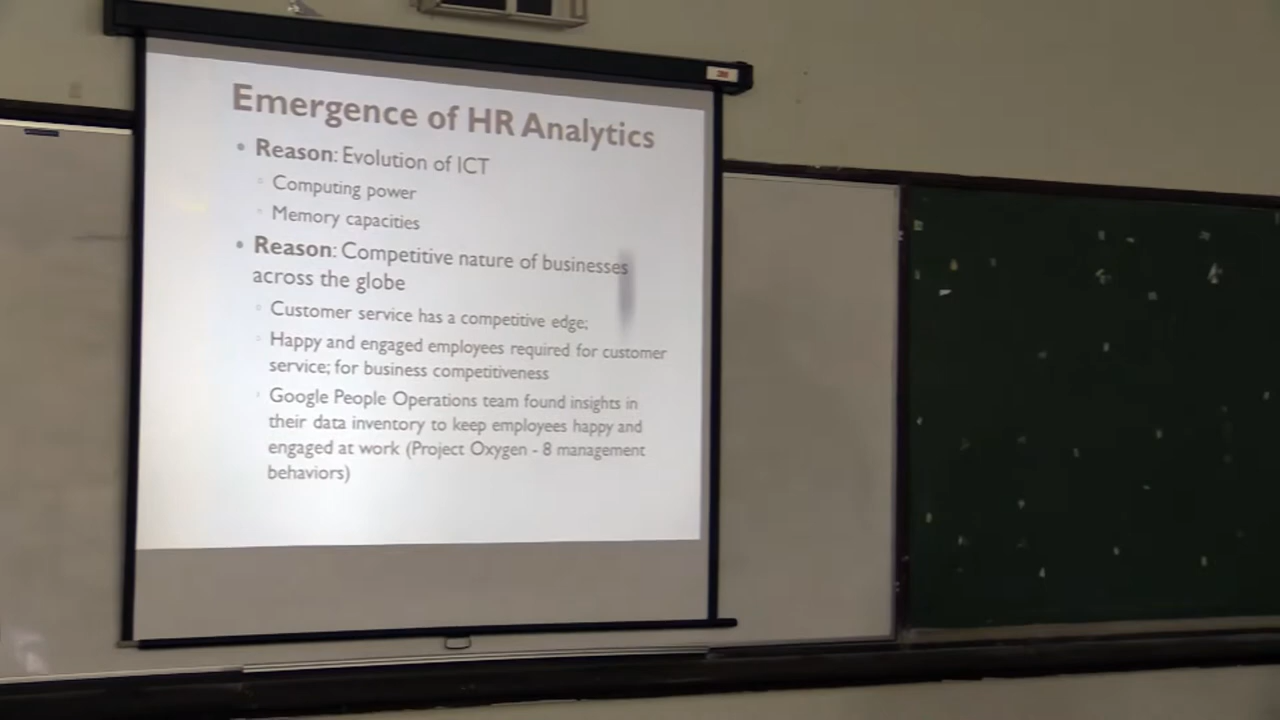 Emergence of HR Analytics
• Reason: Evolution of ICT
◦ Computing power
◦ Memory capacities
• Reason: Competitive nature of businesses
across the globe
◦ Customer service has a competitive edge;
◦ Happy and engaged employees required for customer
service; for business competitiveness
◦ Google People Operations team found insights in
their data inventory to keep employees happy and
engaged at work (Project Oxygen - 8 management
behaviors)
3M